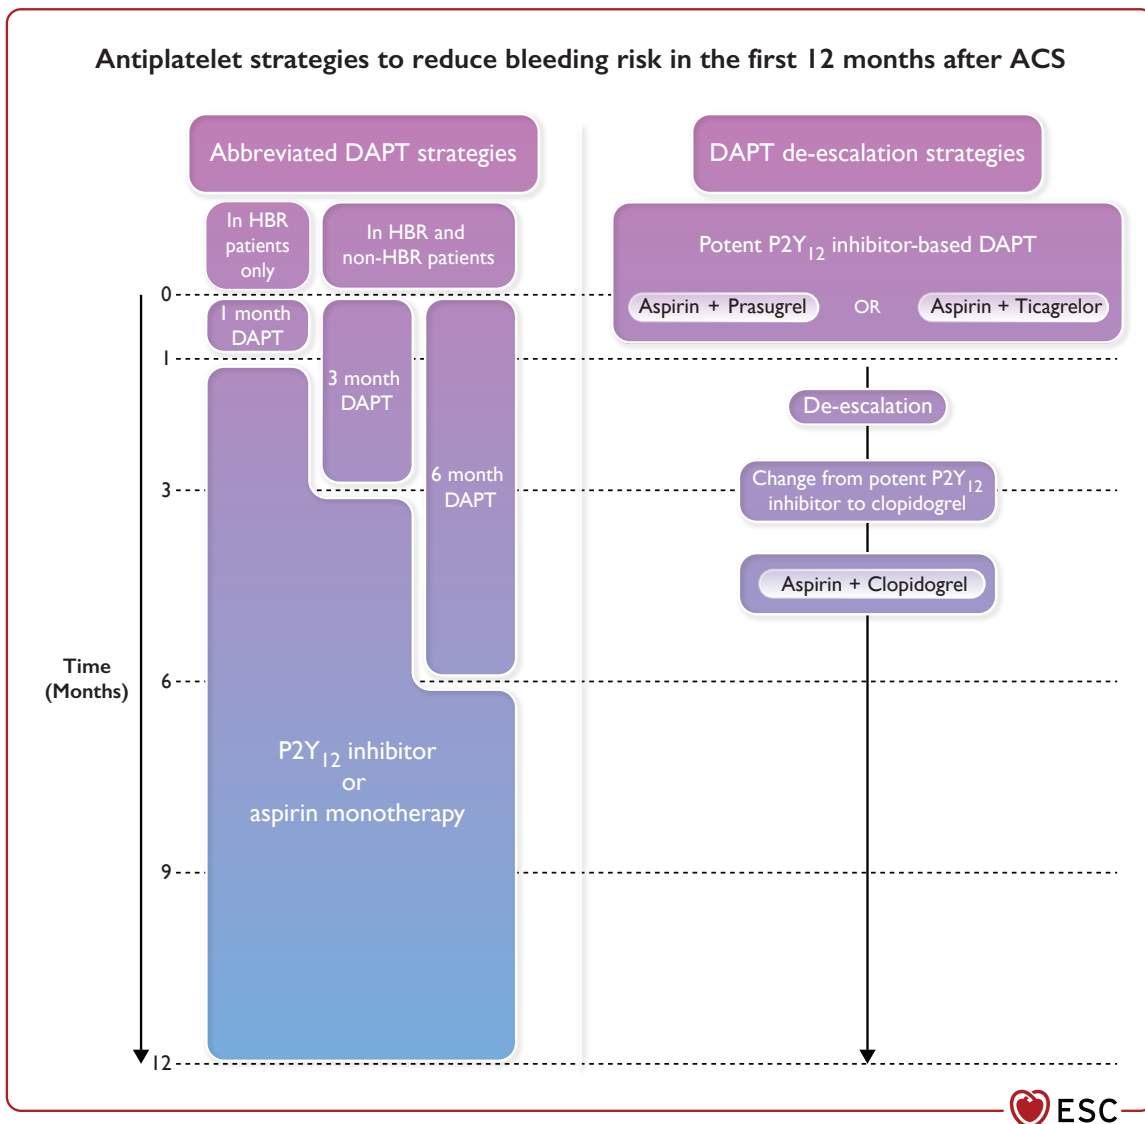 Antiplatelet strategies to reduce bleeding risk in the first 12 months after ACS
Abbreviated DAPT strategies
In HBR
patients
only
In HBR and
non-HBR patients
1 month
DAPT
3 month
DAPT
6 month
DAPT
P2Y12 inhibitor
or
aspirin monotherapy
Time
(Months)
0
1
3
6
9
12
DAPT de-escalation strategies
Potent P2Y12 inhibitor-based DAPT
Aspirin + Prasugrel OR Aspirin + Ticagrelor
De-escalation
Change from potent P2Y12
inhibitor to clopidogrel
Aspirin + Clopidogrel
ESC